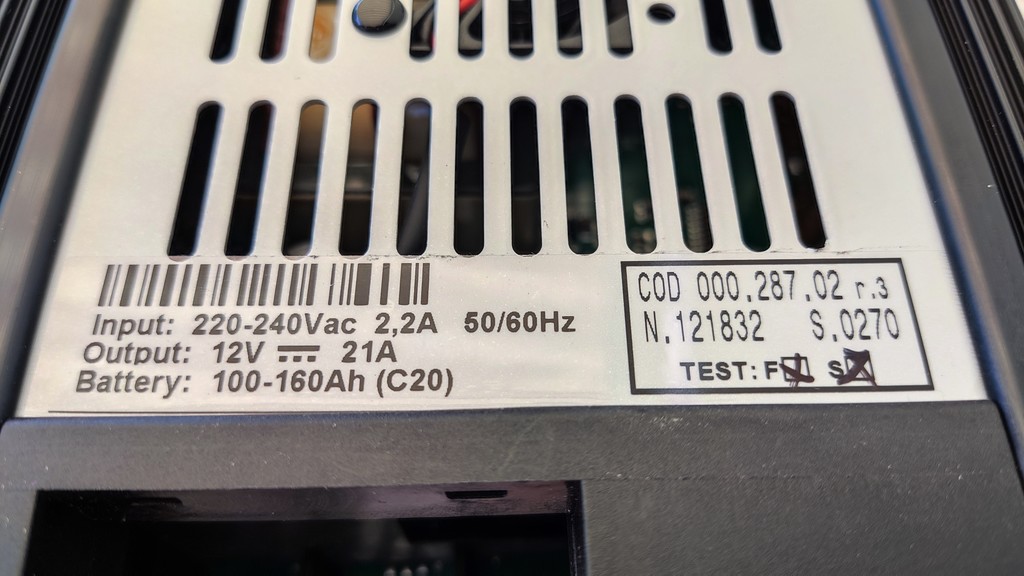 Input: 220-240Vac 2,2A 50/60Hz
Output: 12V 21A
Battery: 100-160Ah (C20)
COD 000.287.02 r.3
N.121832 S.0270
TEST: F S